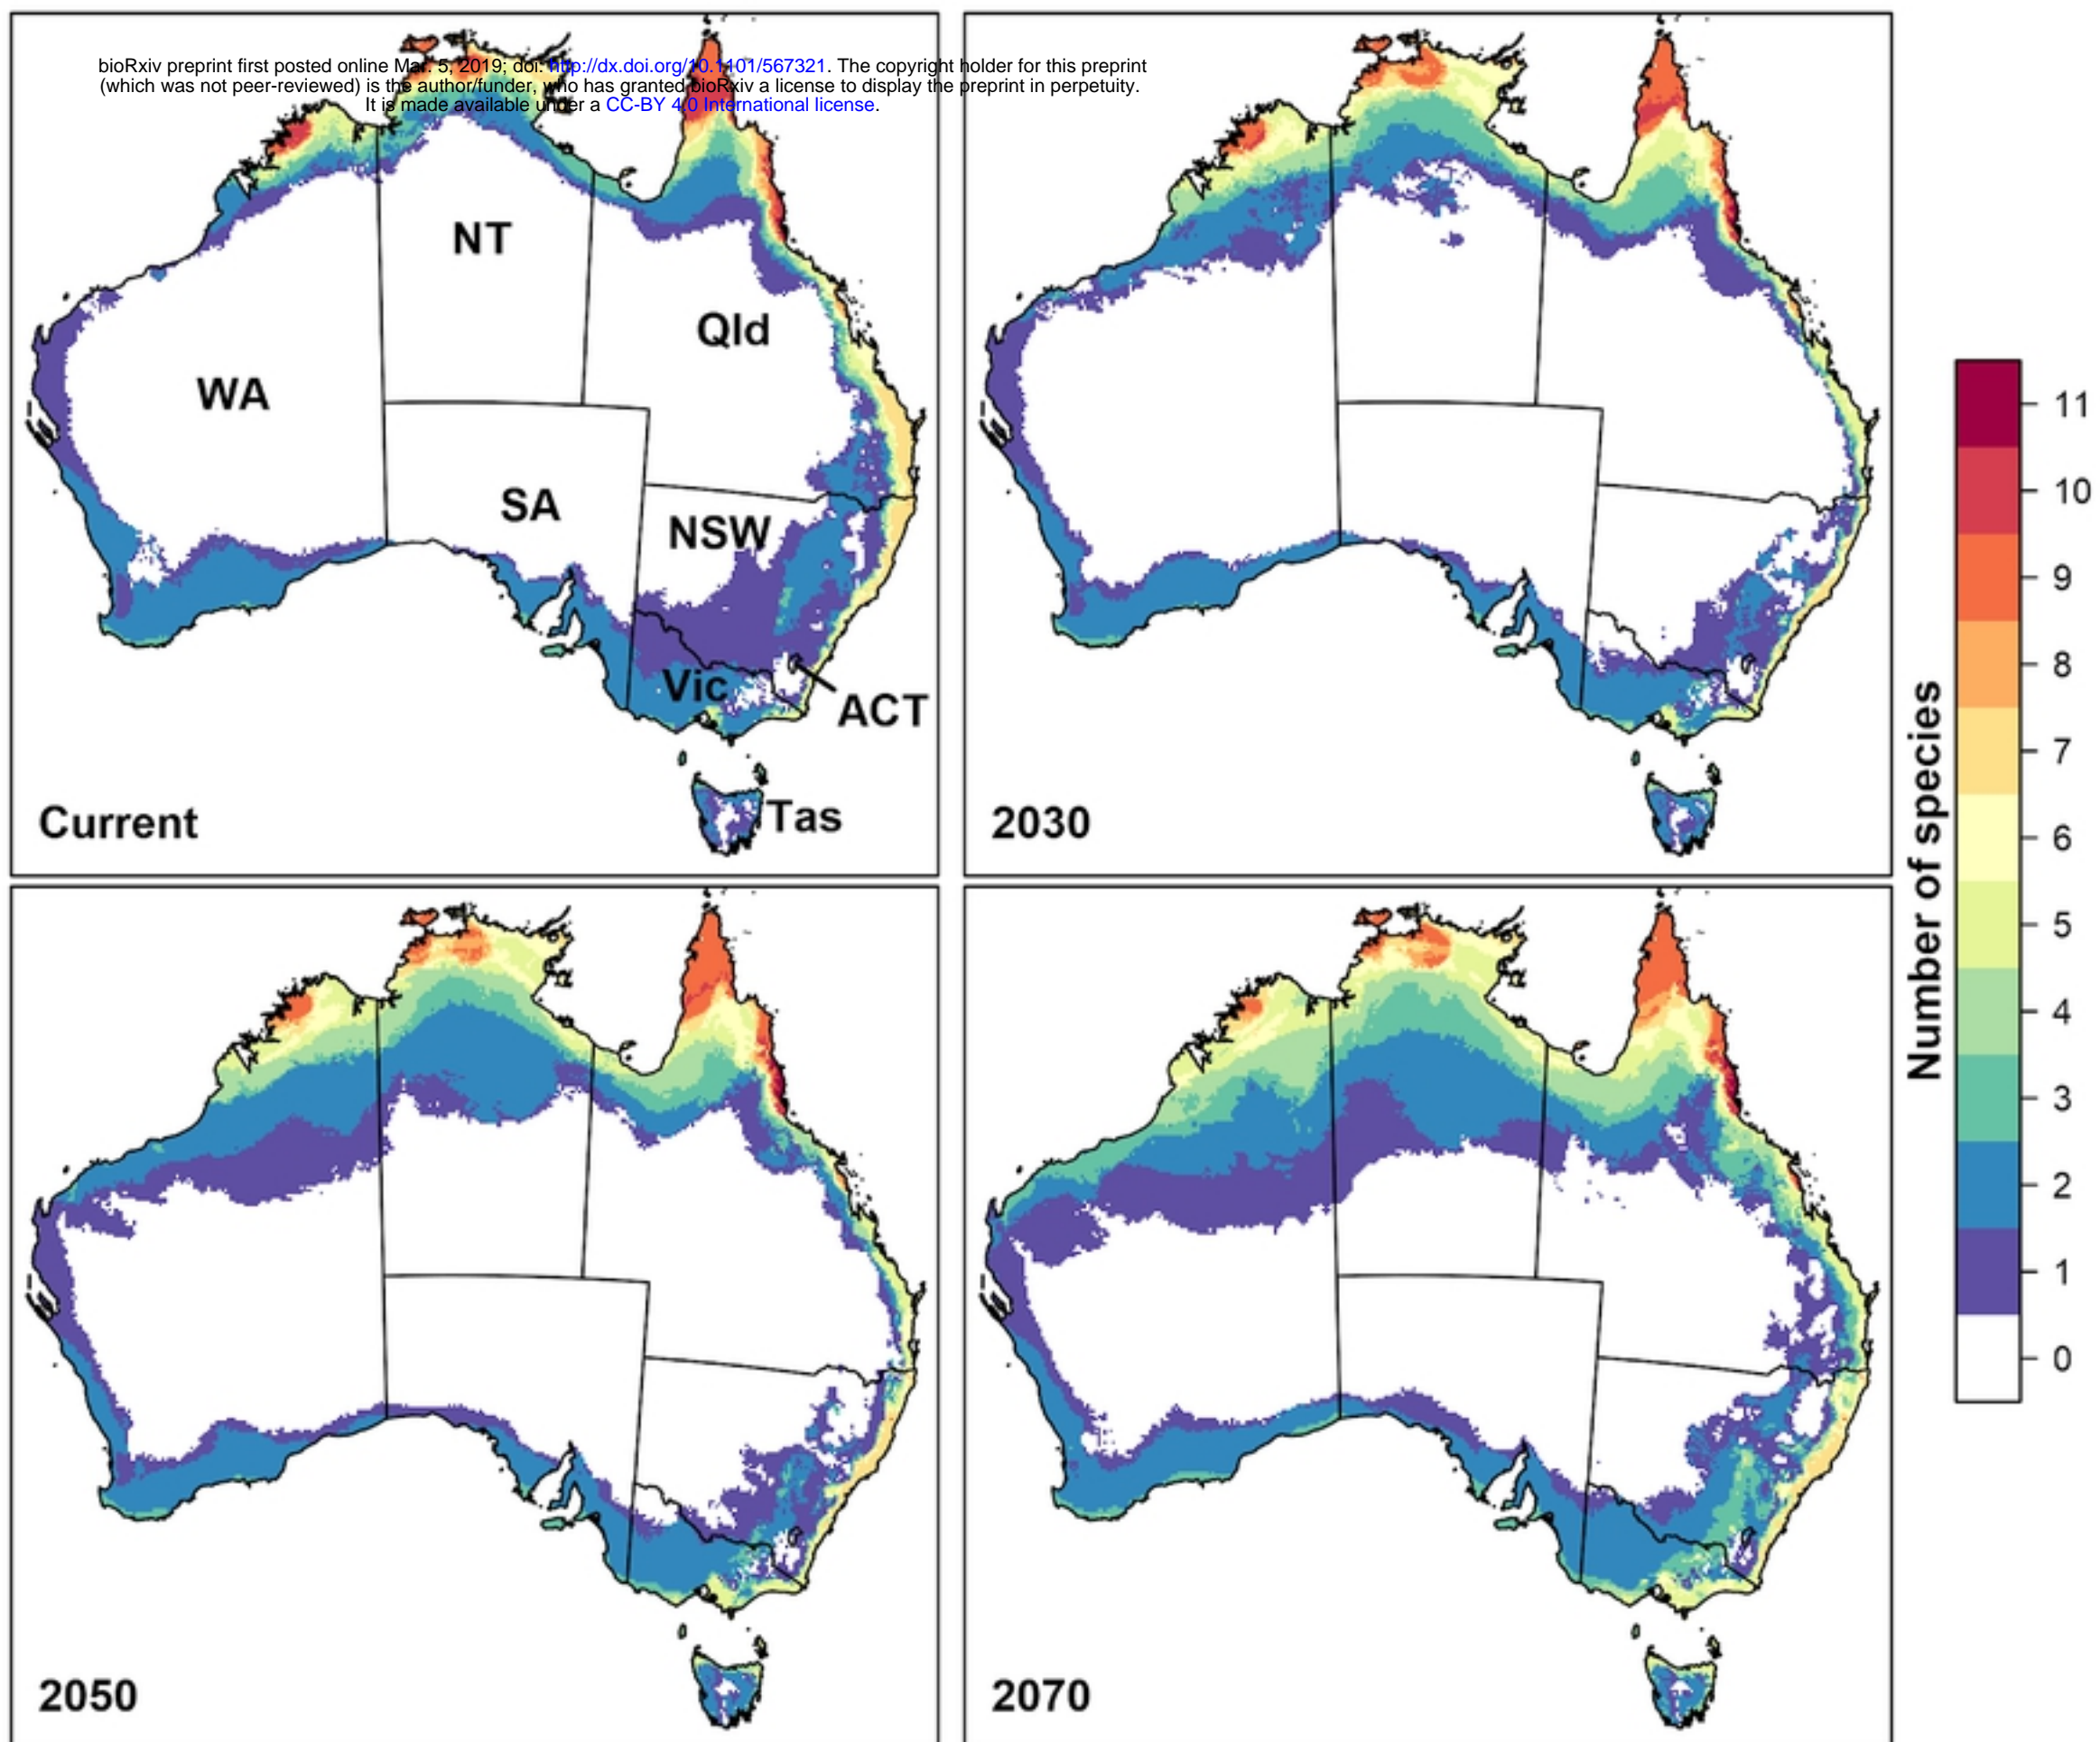 bioRxiv preprint first posted online Mar. 5, 2019; doi: http://dx.doi.org/10.1101/567321. The copyright holder for this preprint
(which was not peer-reviewed) is the author/funder, who has granted bioRxiv a license to display the preprint in perpetuity.
It is made available under a CC-BY 4.0 International license.
NT
Qld
WA
SA
NSW
Vic
ACT
Tas
Current
2030
2050
2070
Number of species
11
10
9
8
7
6
5
4
3
2
1
0